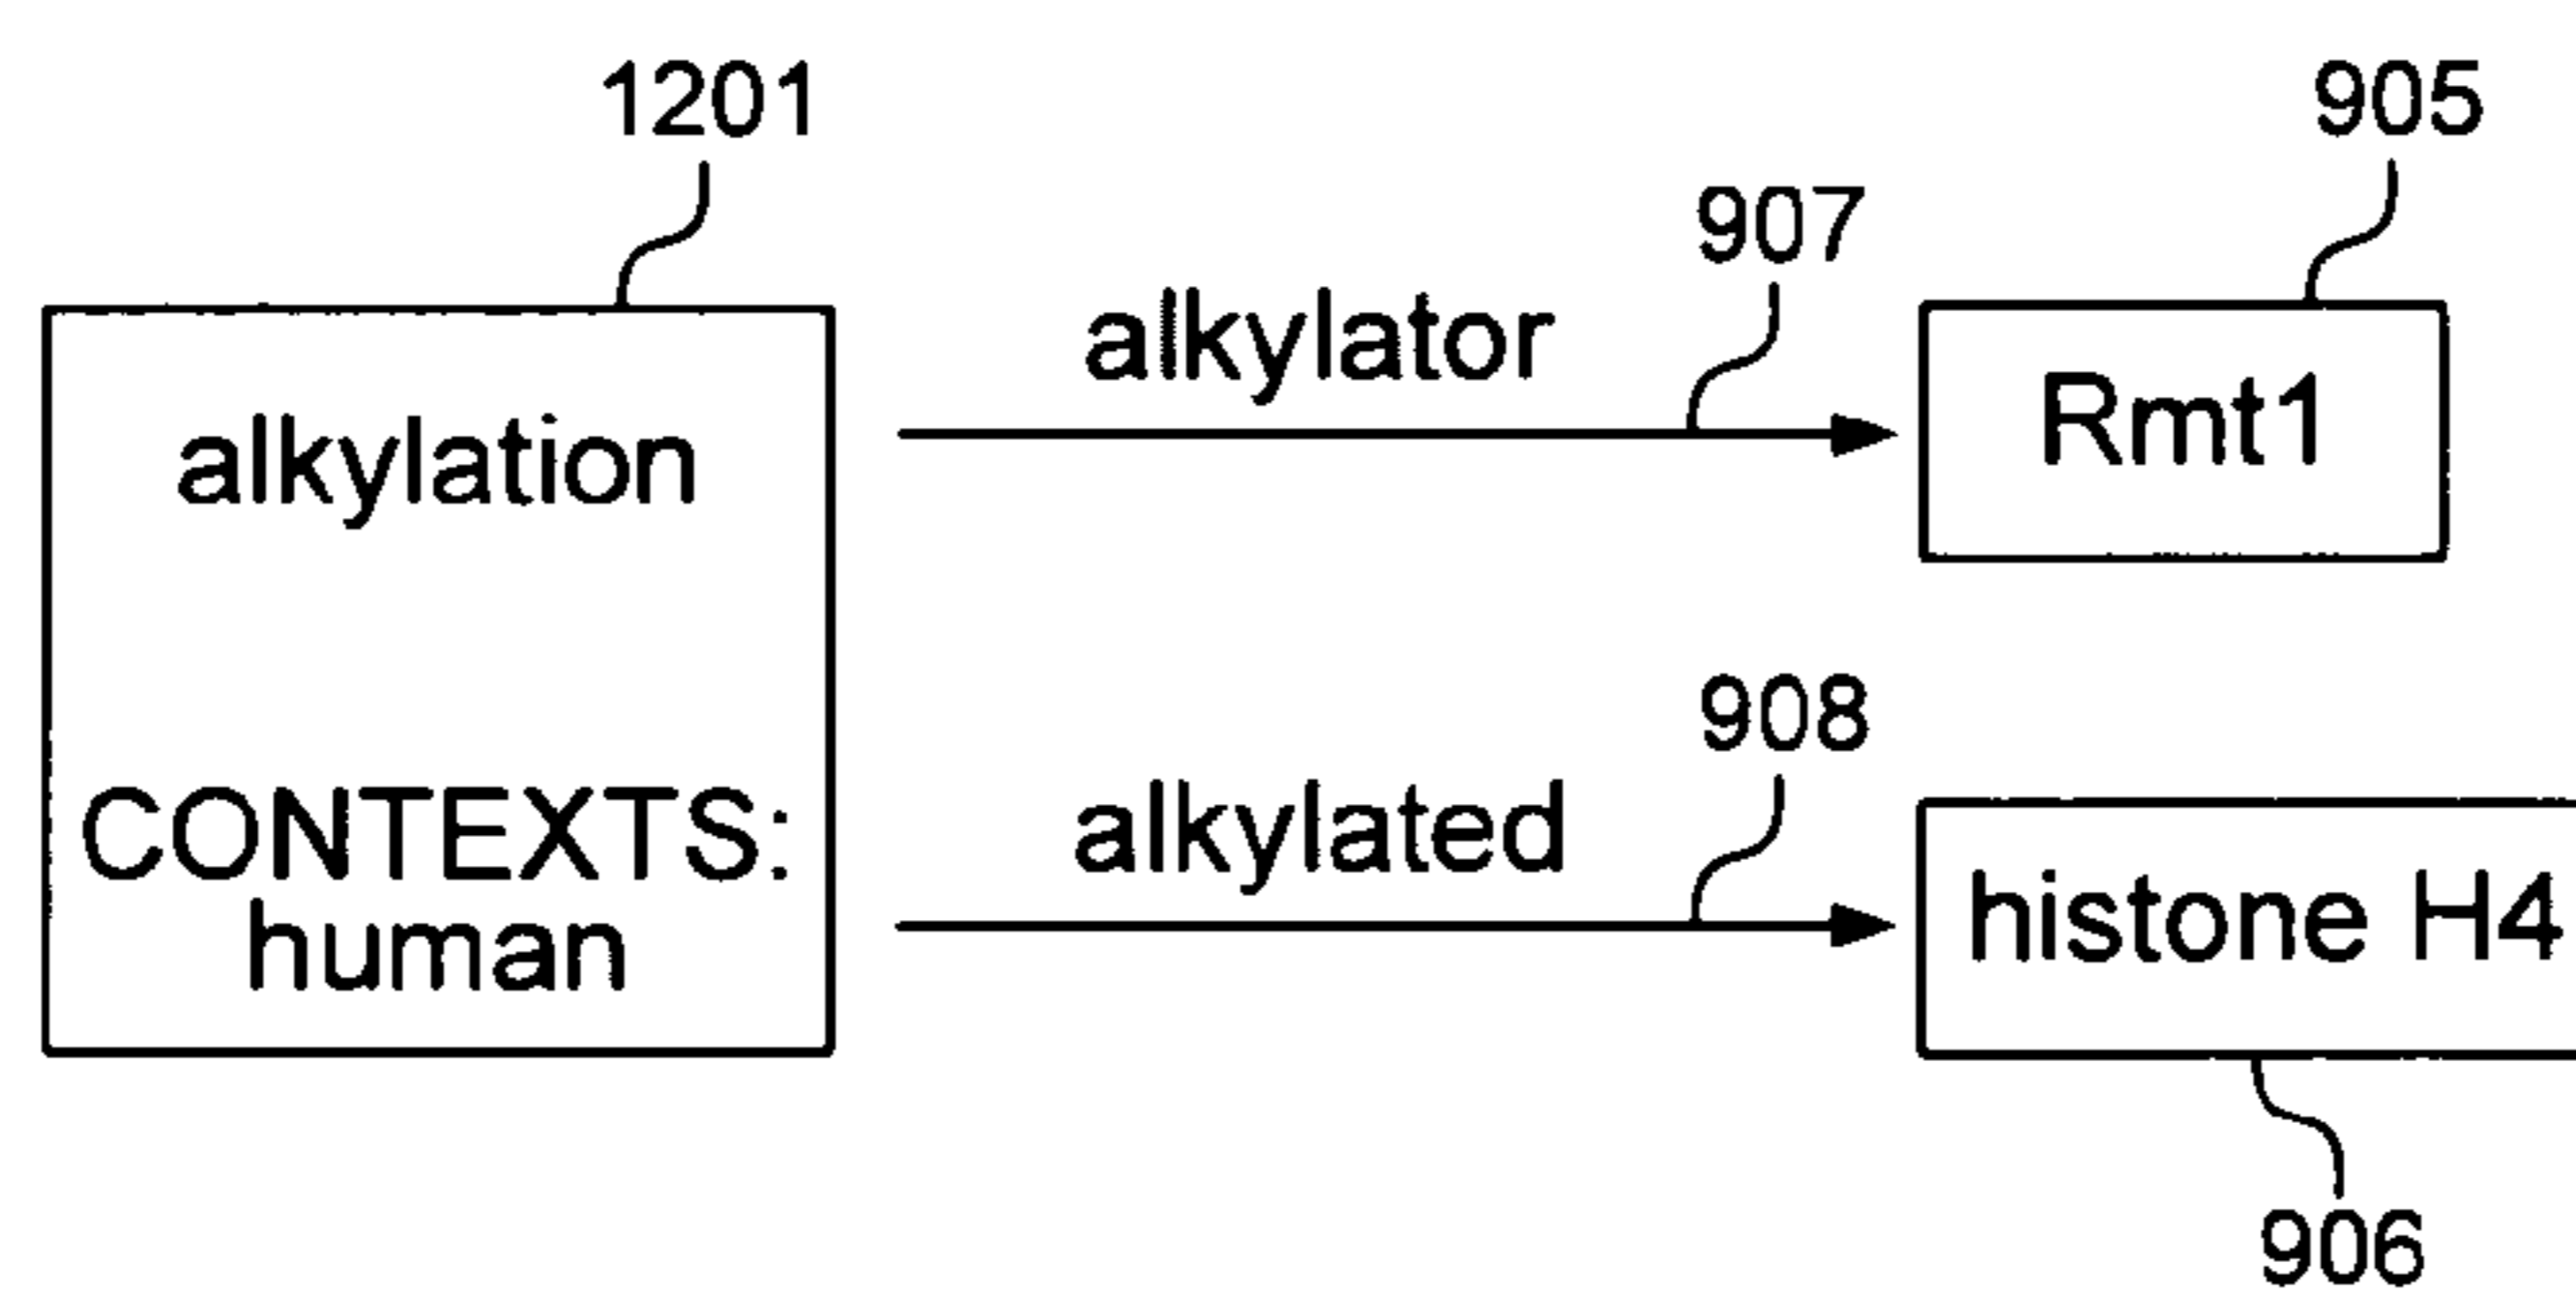 1201
905
907
alkylator
Rmt1
alkylation
908
alkylated
CONTEXTS:
human
histone H4
906